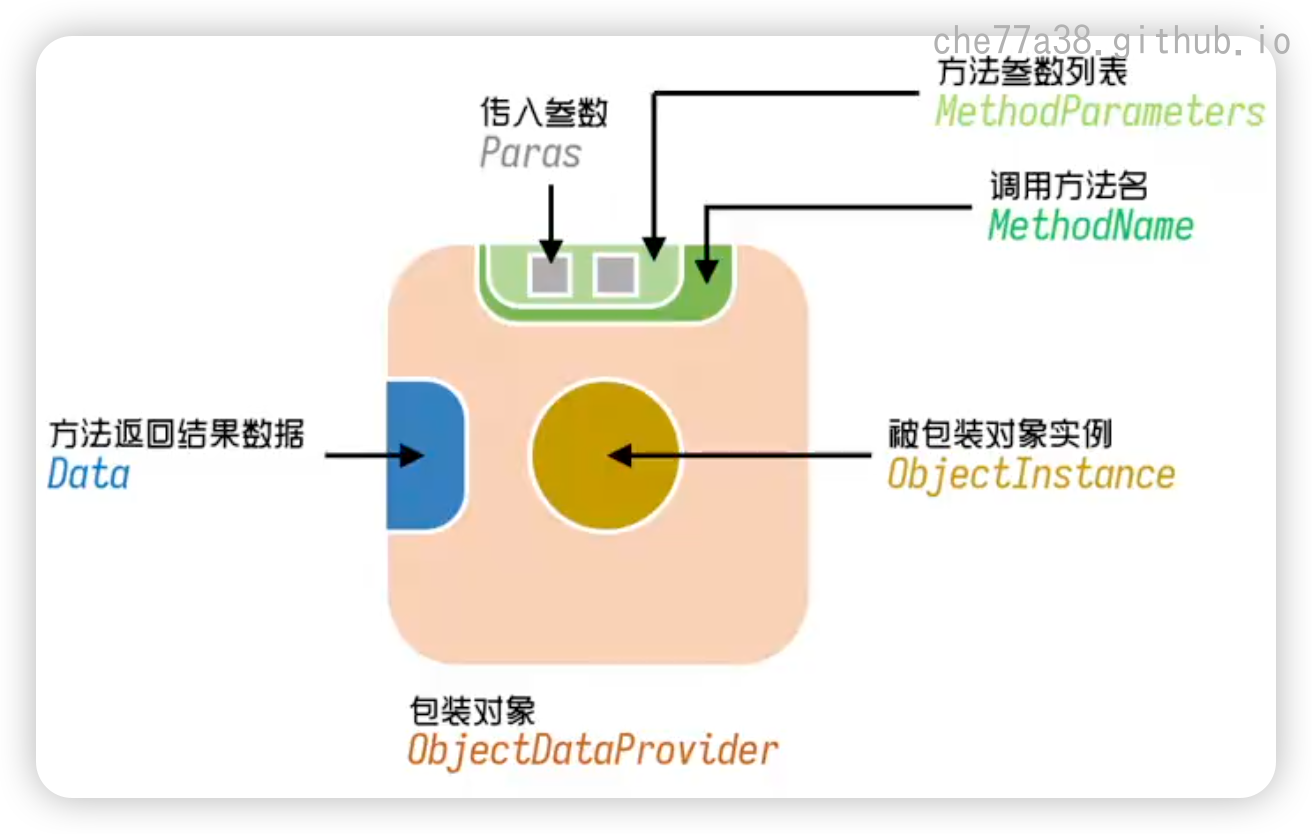 che77a38.github.io
方法参数列表
MethodParameters
传入参数
Paras
调用方法名
MethodName
方法返回结果数据
Data
被包装对象实例
ObjectInstance
包装对象
ObjectDataProvider